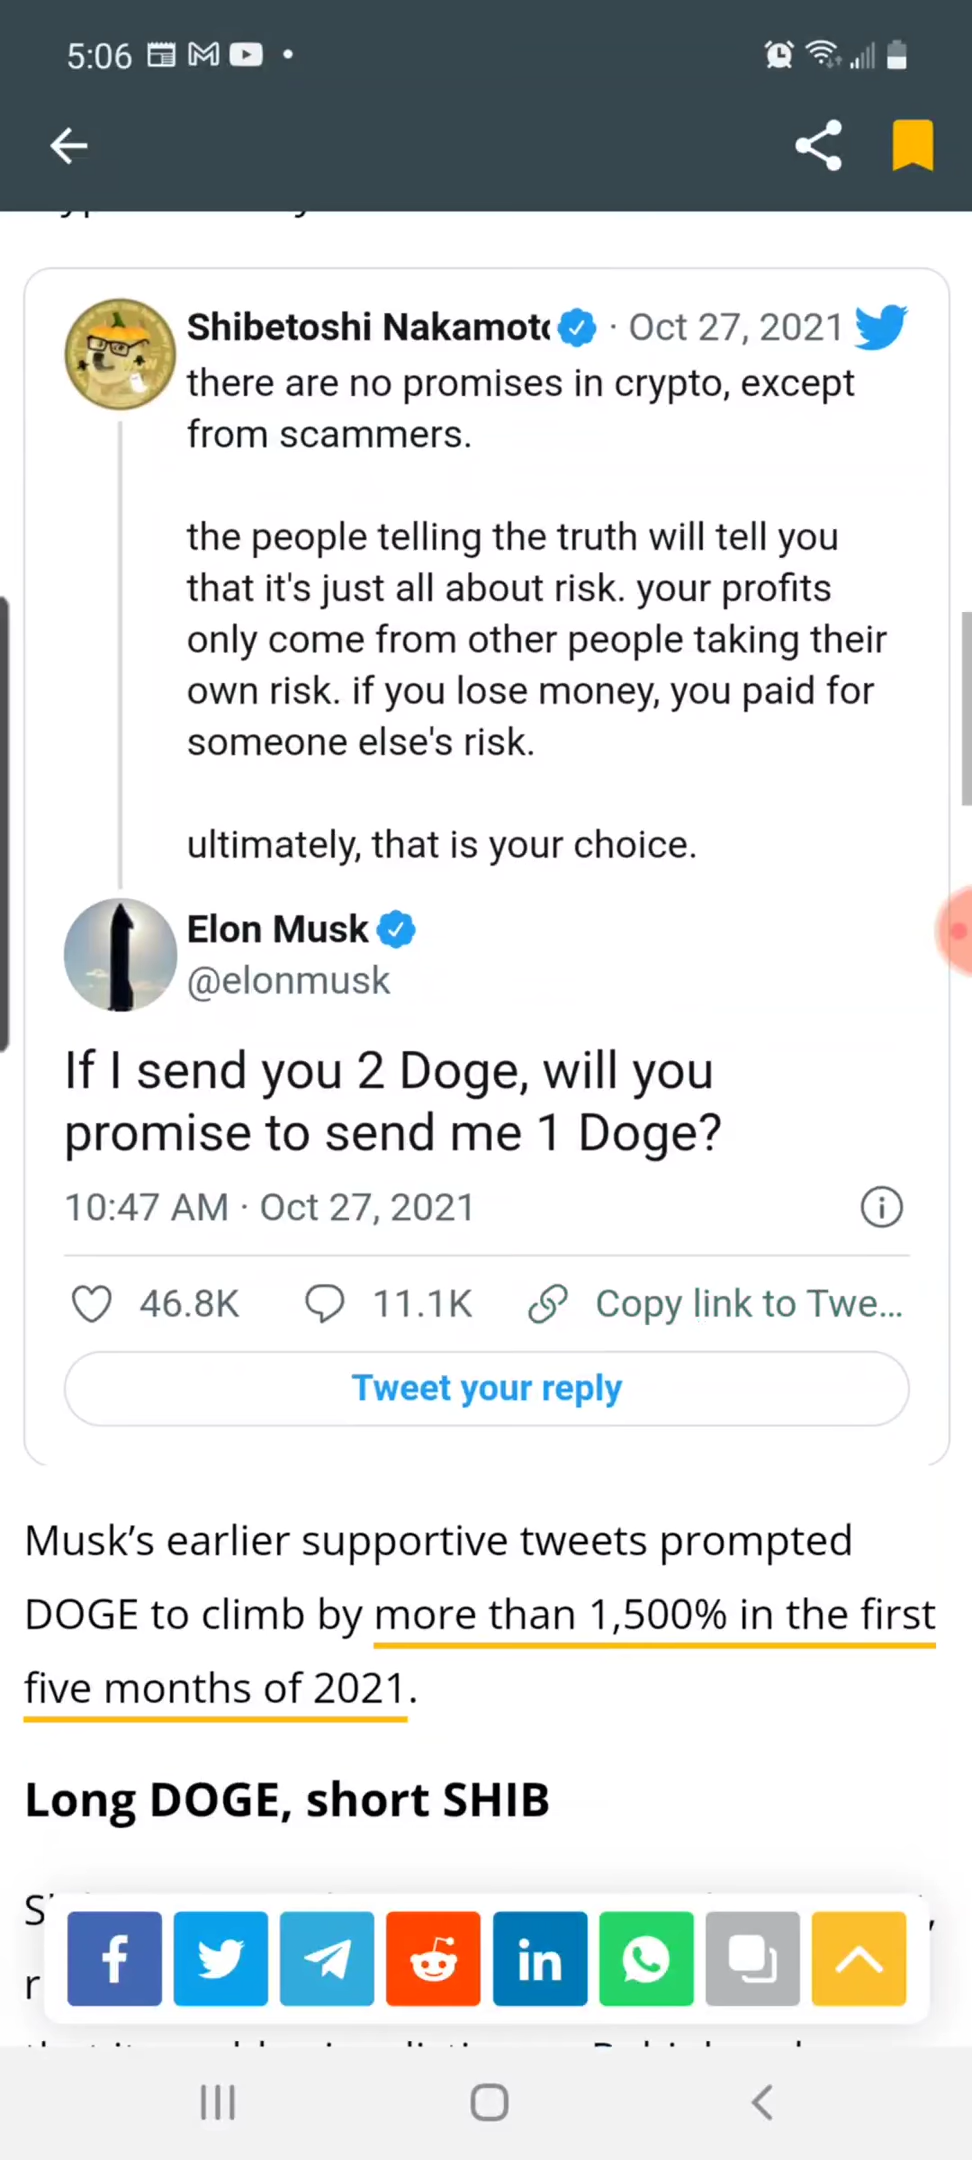 5:06
Shibetoshi Nakamoto · Oct 27, 2021
there are no promises in crypto, except
from scammers.
the people telling the truth will tell you
that it's just all about risk. your profits
only come from other people taking their
own risk. if you lose money, you paid for
someone else's risk.
ultimately, that is your choice.
Elon Musk
@elonmusk
If I send you 2 Doge, will you
promise to send me 1 Doge?
10:47 AM · Oct 27, 2021
46.8K 11.1K Copy link to Twe...
Tweet your reply
Musk’s earlier supportive tweets prompted
DOGE to climb by more than 1,500% in the first
five months of 2021.
Long DOGE, short SHIB